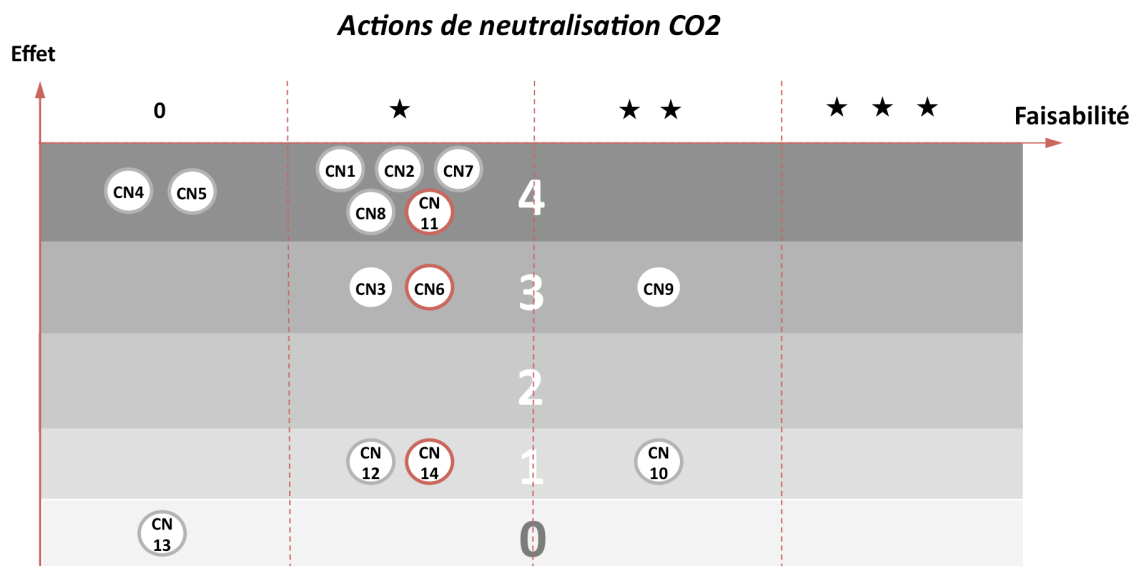 Actions de neutralisation CO2
Effet
0
★
★ ★
★ ★ ★
Faisabilité
CN4
CN5
CN1
CN2
CN7
CN8
CN
11
4
CN3
CN6
3
CN9
2
CN
12
CN
14
1
CN
10
CN
13
0